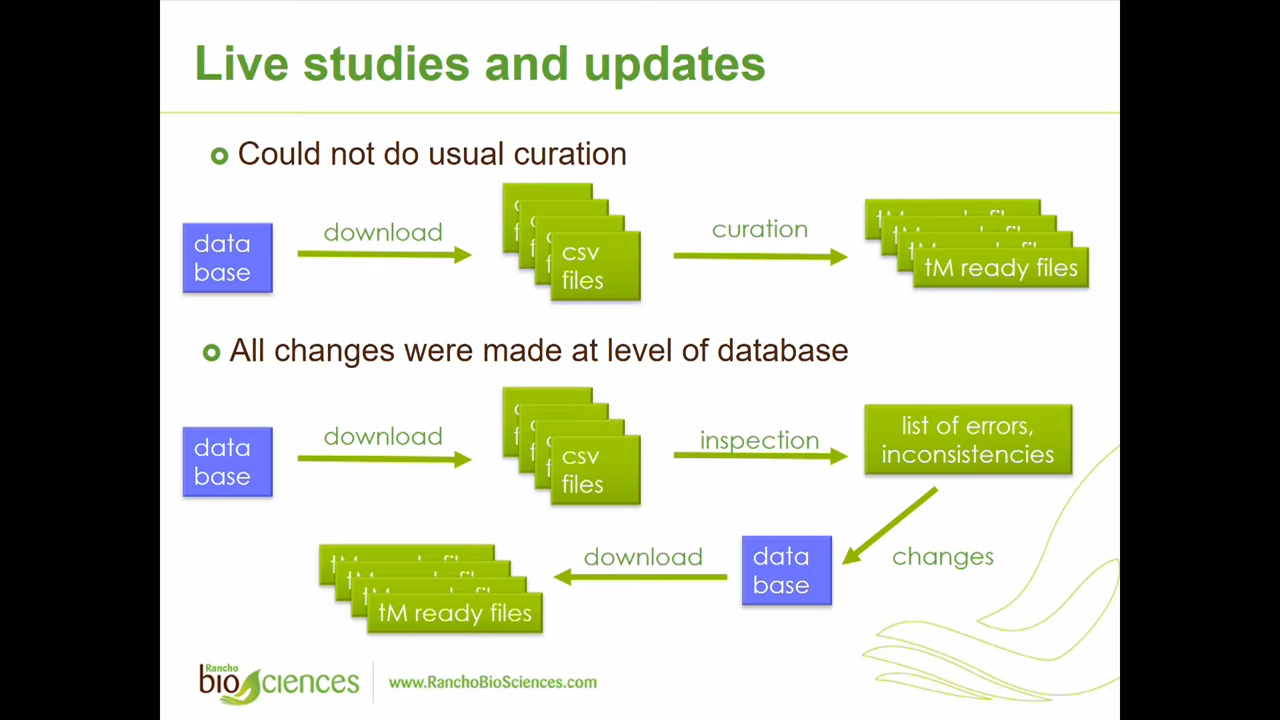 Live studies and updates
Could not do usual curation
data
base
download
csv
files
curation
tM ready files
All changes were made at level of database
data
base
download
csv
files
inspection
list of errors,
inconsistencies
changes
data
base
download
tM ready files
Rancho
bioSciences
www.RanchoBioSciences.com